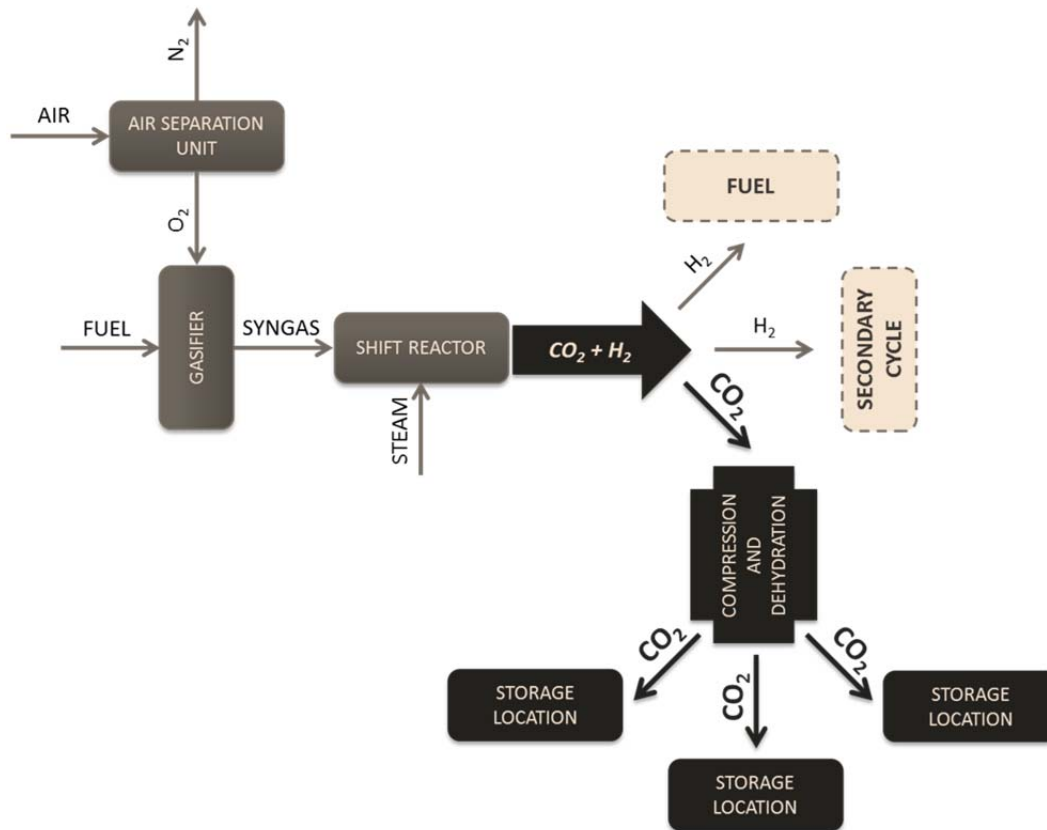 N₂
AIR
AIR SEPARATION
UNIT
O₂
FUEL
GASIFIER
SYNGAS
SHIFT REACTOR
STEAM
CO₂ + H₂
H₂
FUEL
H₂
SECONDARY
CYCLE
CO₂
COMPRESSION
AND
DEHYDRATION
CO₂
CO₂
CO₂
STORAGE
LOCATION
STORAGE
LOCATION
STORAGE
LOCATION